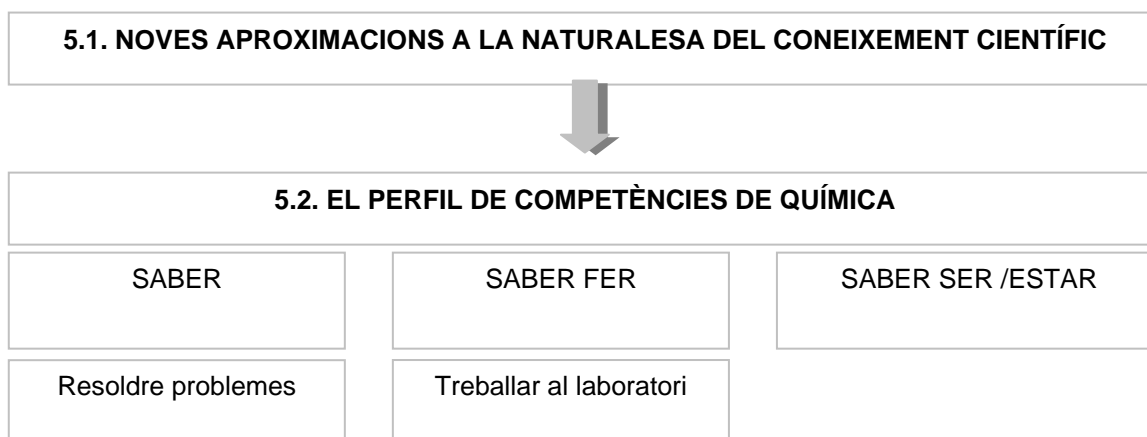 5.1. NOVES APROXIMACIONS A LA NATURALESA DEL CONEIXEMENT CIENTÍFIC
5.2. EL PERFIL DE COMPETÈNCIES DE QUÍMICA
SABER
SABER FER
SABER SER /ESTAR
Resoldre problemes
Treballar al laboratori